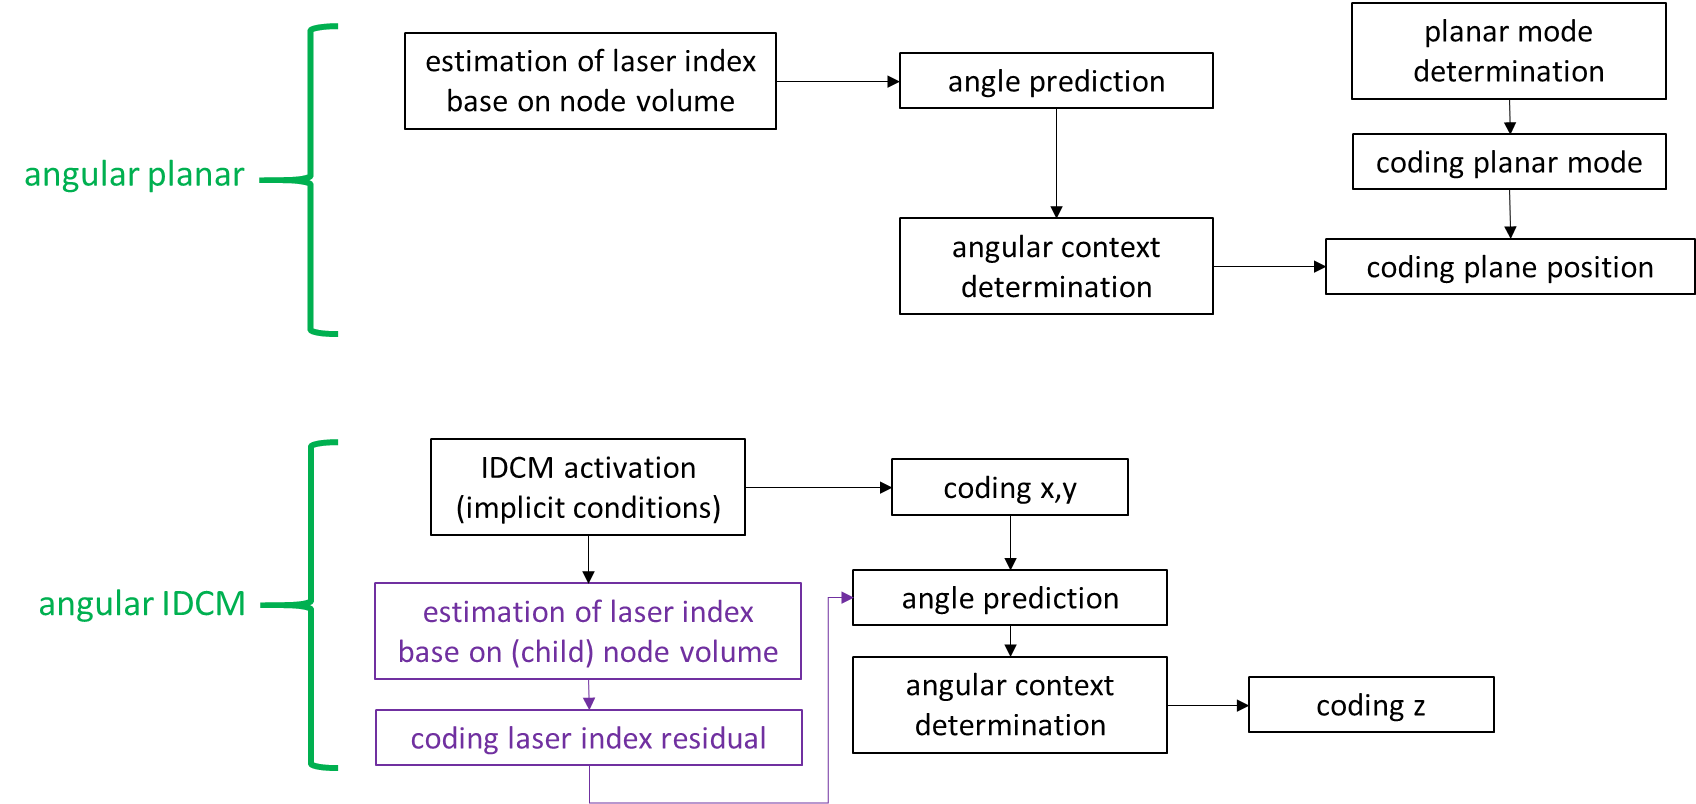 angular planar
estimation of laser index
base on node volume
angle prediction
angular context
determination
planar mode
determination
coding planar mode
coding plane position
angular IDCM
IDCM activation
(implicit conditions)
estimation of laser index
base on (child) node volume
coding laser index residual
coding x,y
angle prediction
angular context
determination
coding z